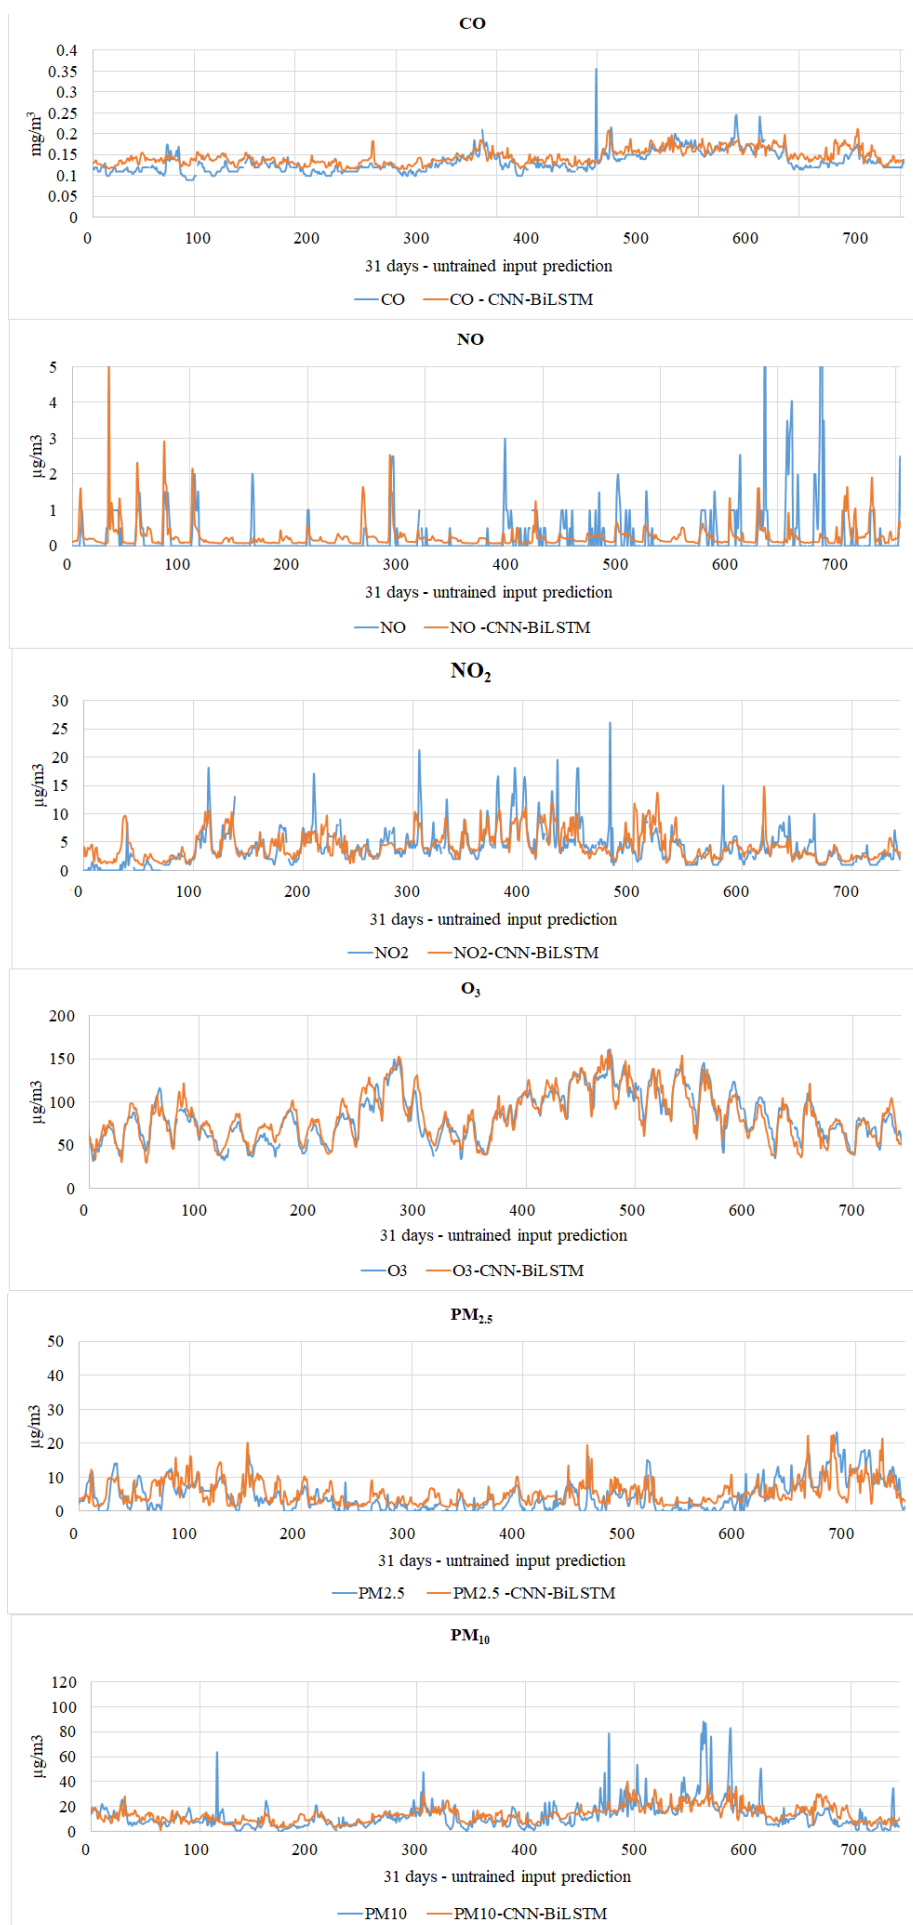 CO
0.4
0.35
0.3
0.25
0.2
0.15
0.1
0.05
0
mg/m³
0 100 200 300 400 500 600 700
31 days - untrained input prediction
CO CO - CNN-BiLSTM
NO
5
4
3
2
1
0
µg/m3
0 100 200 300 400 500 600 700
31 days - untrained input prediction
NO NO -CNN-BiLSTM
NO₂
30
25
20
15
10
5
0
µg/m3
0 100 200 300 400 500 600 700
31 days - untrained input prediction
NO2 NO2-CNN-BiLSTM
O₃
200
150
100
50
0
µg/m3
0 100 200 300 400 500 600 700
31 days - untrained input prediction
O3 O3-CNN-BiLSTM
PM₂.₅
50
40
30
20
10
0
µg/m3
0 100 200 300 400 500 600 700
31 days - untrained input prediction
PM2.5 PM2.5 -CNN-BiLSTM
PM₁₀
120
100
80
60
40
20
0
µg/m3
0 100 200 300 400 500 600 700
31 days - untrained input prediction
PM10 PM10-CNN-BiLSTM